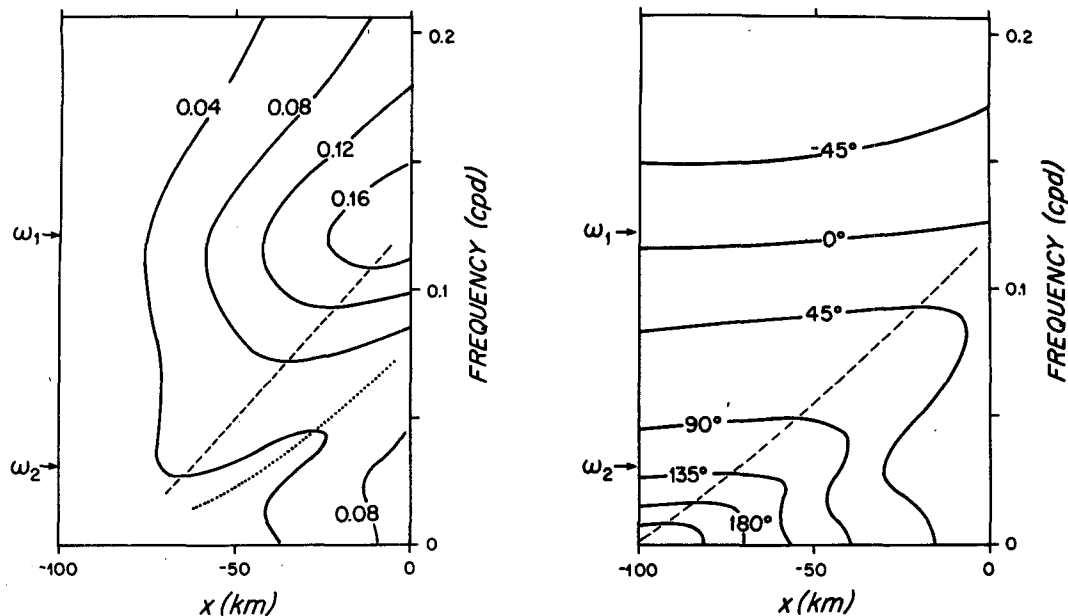 0.04
0.08
0.12
0.16
0.08
ω₁
ω₂
0.2
0.1
0
FREQUENCY (cpd)
-100
-50
0
x (km)
-45°
0°
45°
90°
135°
180°
ω₁
ω₂
0.2
0.1
0
FREQUENCY (cpd)
-100
-50
0
x (km)